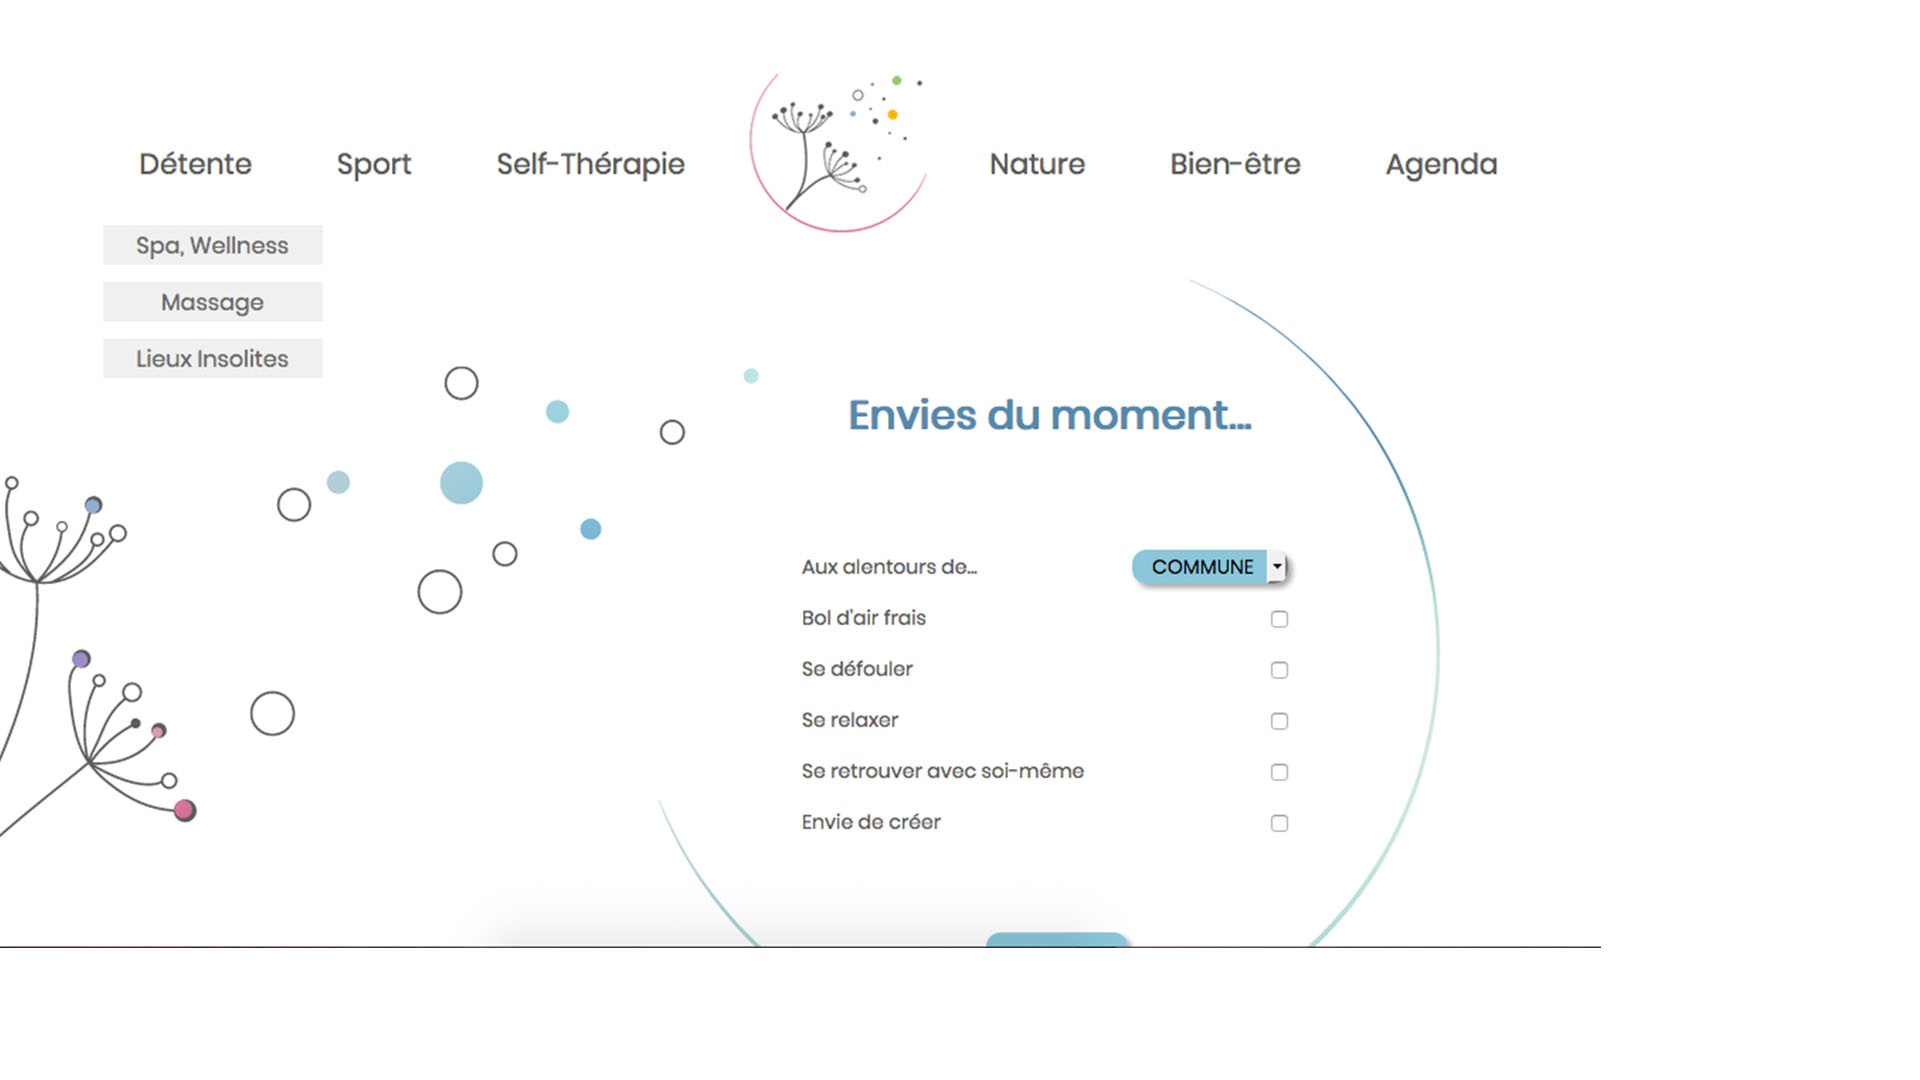 Détente
Sport
Self-Thérapie
Nature
Bien-être
Agenda
Spa, Wellness
Massage
Lieux Insolites
Envies du moment...
Aux alentours de...
COMMUNE
Bol d'air frais
Se défouler
Se relaxer
Se retrouver avec soi-même
Envie de créer